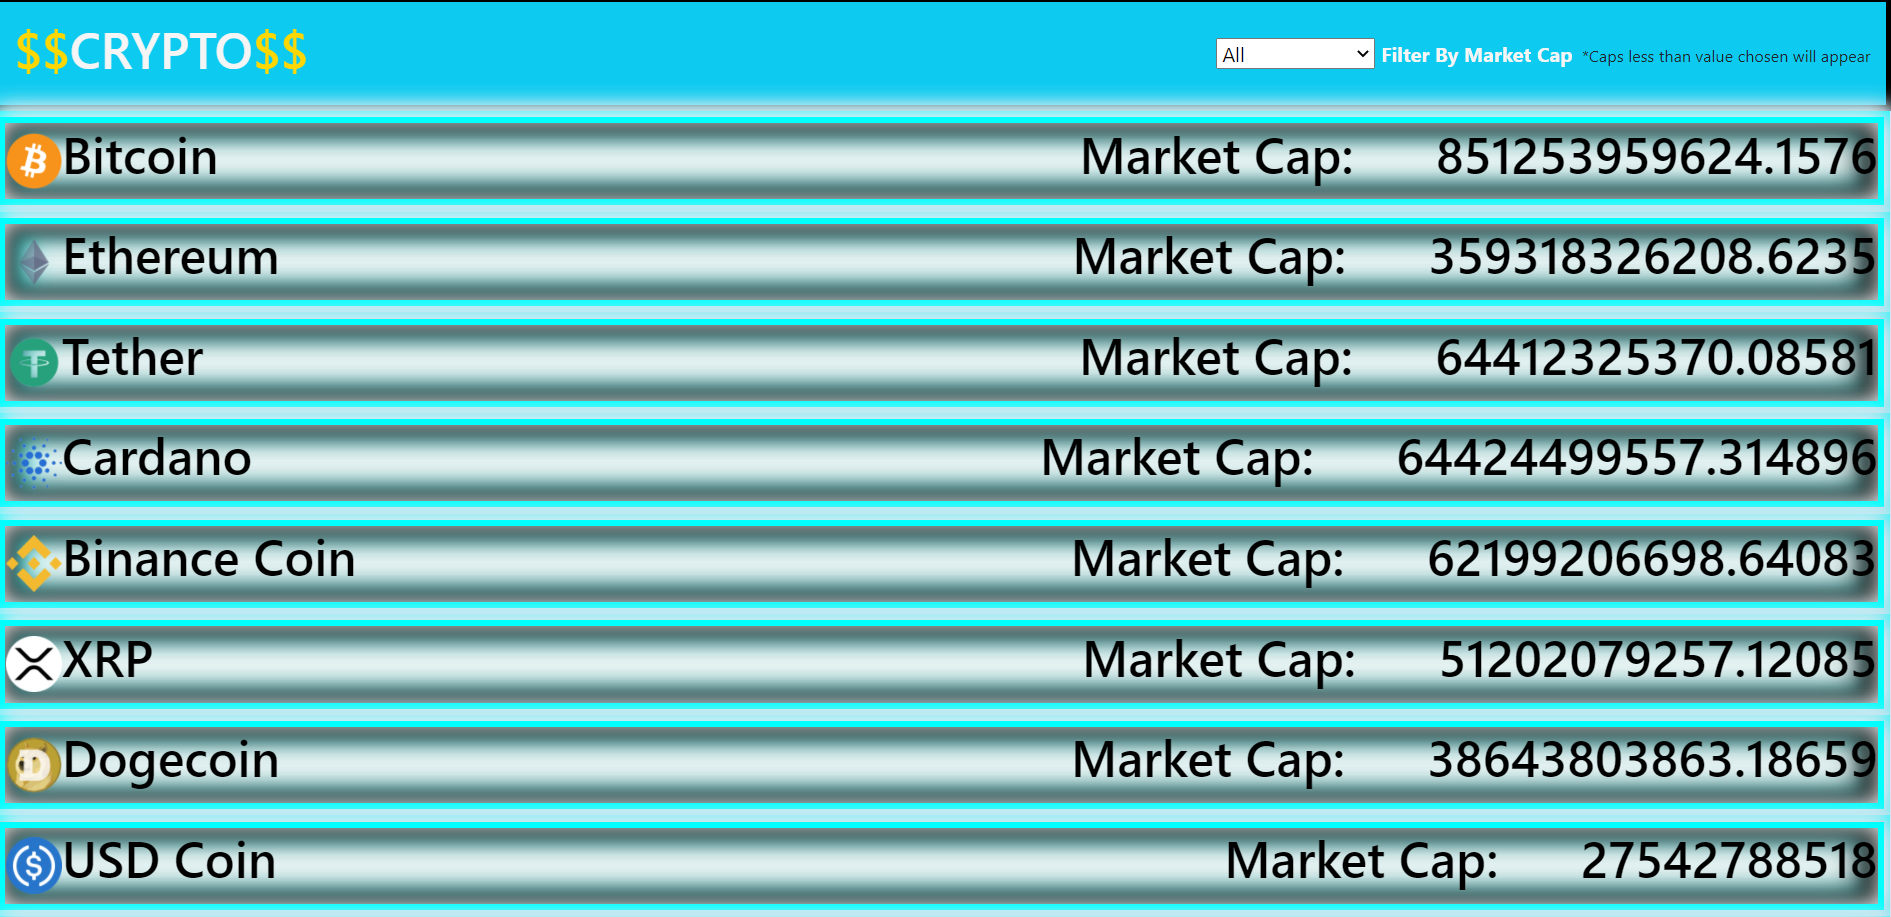 $$CRYPTO$$ All Filter By Market Cap *Caps less than value chosen will appear
Bitcoin Market Cap: 851253959624.1576
Ethereum Market Cap: 359318326208.6235
Tether Market Cap: 64412325370.08581
Cardano Market Cap: 64424499557.314896
Binance Coin Market Cap: 62199206698.64083
XRP Market Cap: 51202079257.12085
Dogecoin Market Cap: 38643803863.18659
USD Coin Market Cap: 27542788518